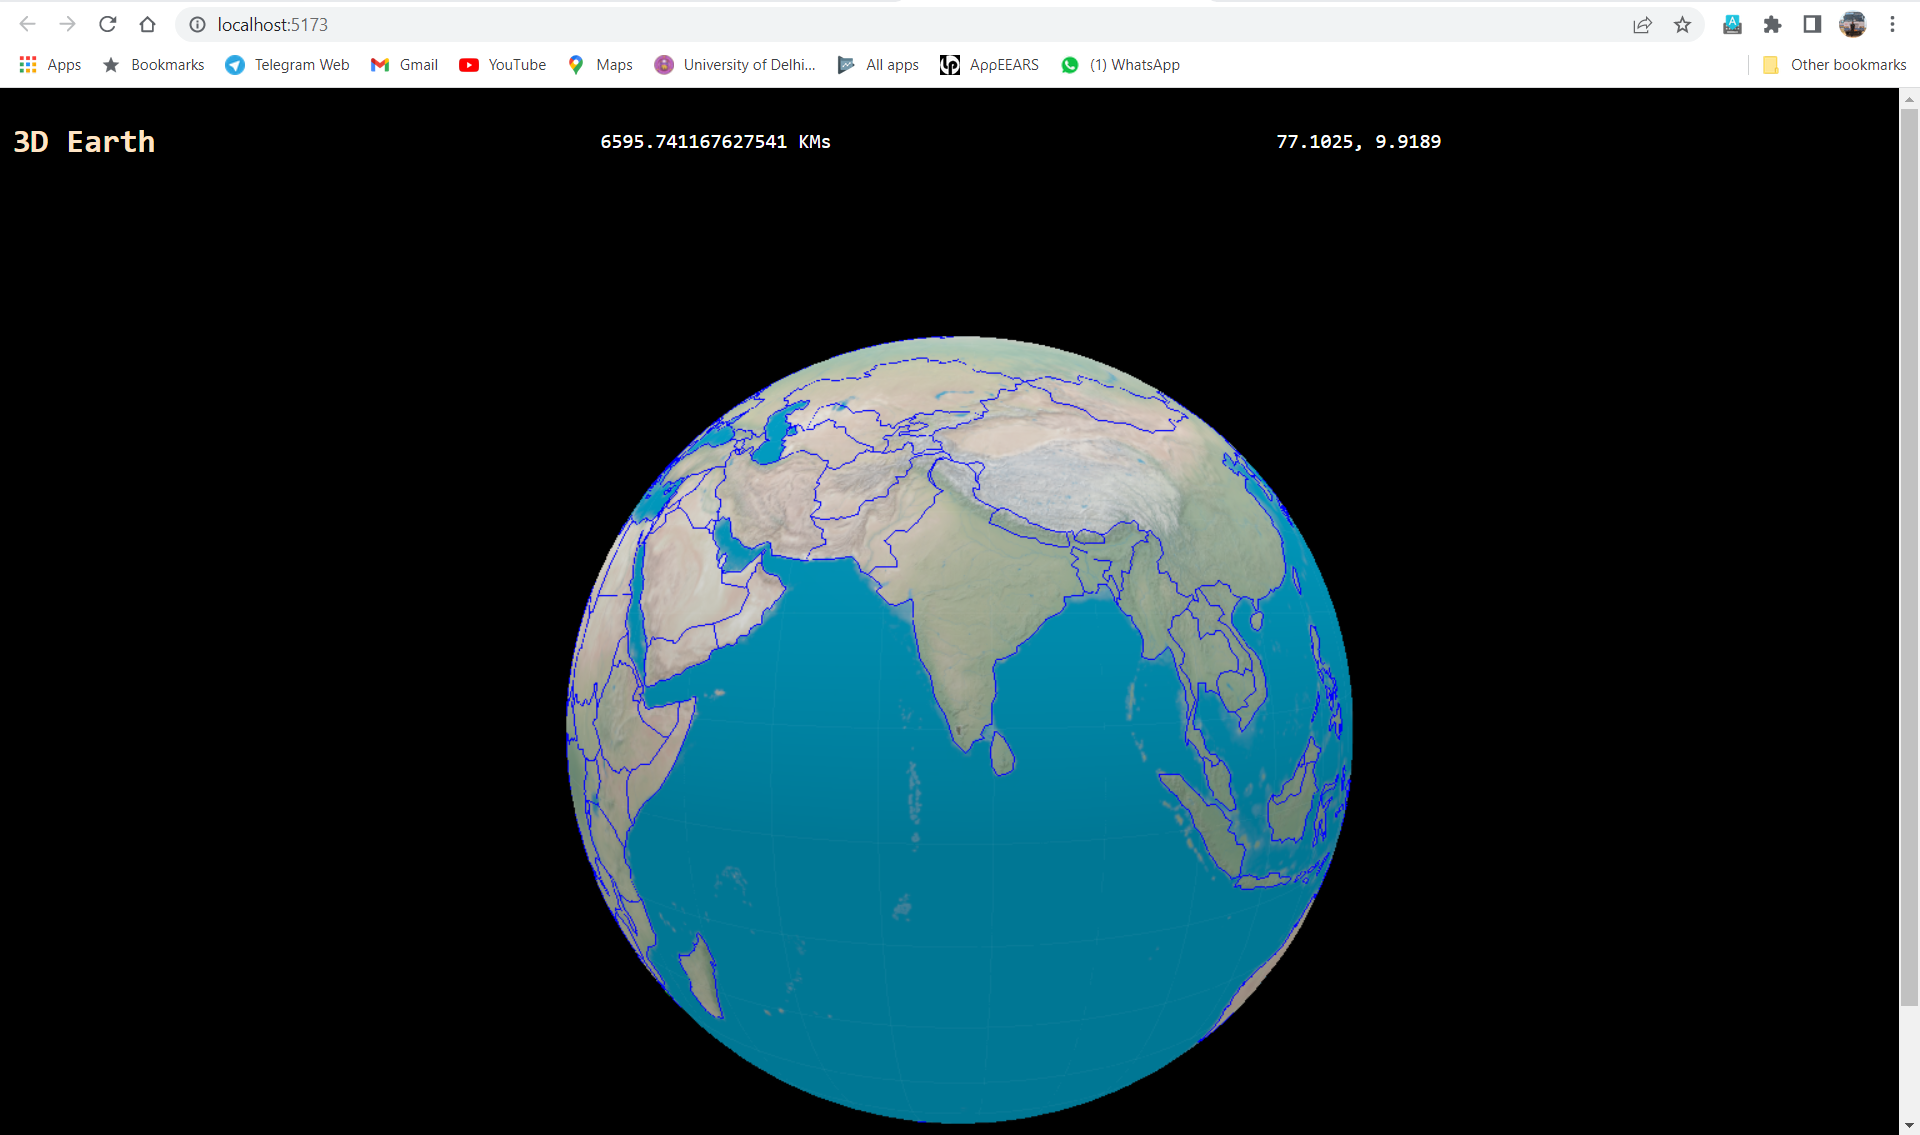 localhost:5173
Apps Bookmarks Telegram Web Gmail YouTube Maps University of Delhi... All apps AρρEEARS (1) WhatsApp Other bookmarks
3D Earth 6595.741167627541 KMs 77.1025, 9.9189